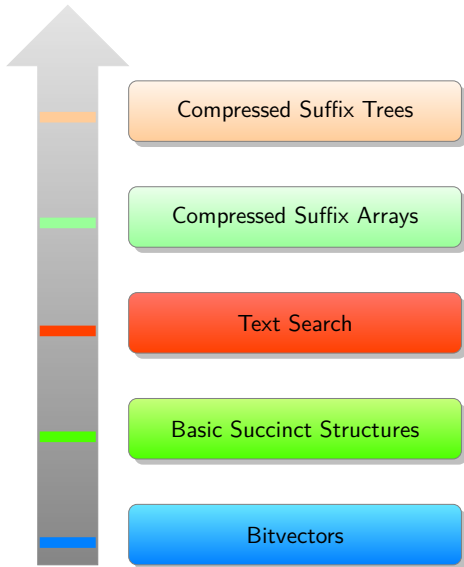 Compressed Suffix Trees
Compressed Suffix Arrays
Text Search
Basic Succinct Structures
Bitvectors